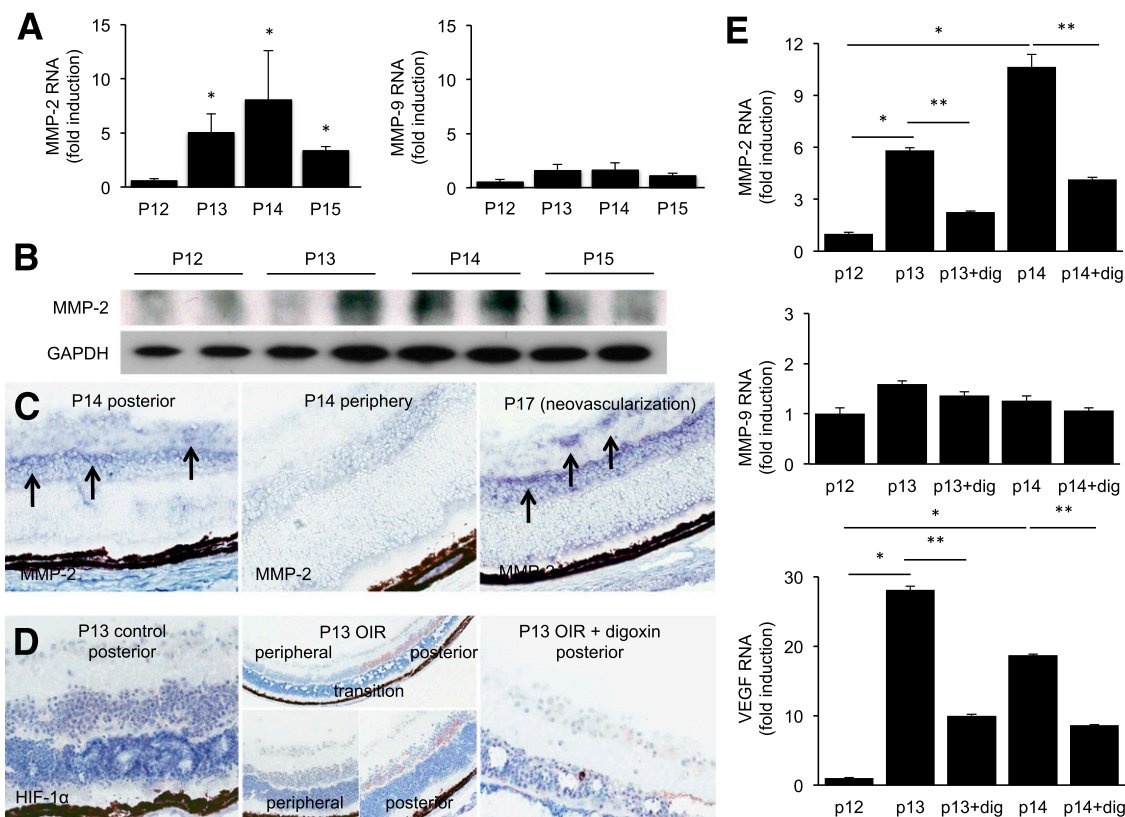 A
MMP-2 RNA
(fold induction)
15
10
5
0
*
*
*
P12
P13
P14
P15
MMP-9 RNA
(fold induction)
15
10
5
0
P12
P13
P14
P15
B
P12
P13
P14
P15
MMP-2
GAPDH
C
P14 posterior
P14 periphery
P17 (neovascularization)
MMP-2
MMP-2
MMP-2
D
P13 control
posterior
P13 OIR
peripheral
posterior
transition
peripheral
posterior
P13 OIR + digoxin
posterior
HIF-1α
E
MMP-2 RNA
(fold induction)
12
9
6
3
0
*
**
*
**
p12
p13
p13+dig
p14
p14+dig
MMP-9 RNA
(fold induction)
3
2
1
0
p12
p13
p13+dig
p14
p14+dig
VEGF RNA
(fold induction)
30
20
10
0
*
**
*
**
p12
p13
p13+dig
p14
p14+dig